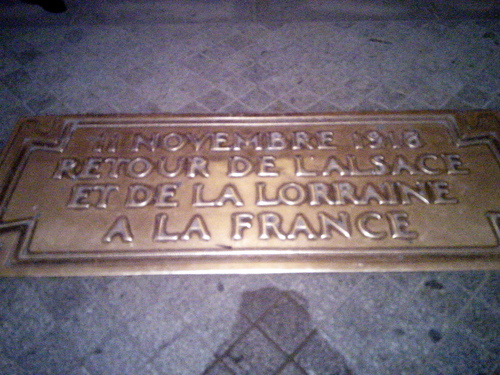 11 NOVEMBRE 1918
RETOUR DE L'ALSACE
ET DE LA LORRAINE
A LA FRANCE